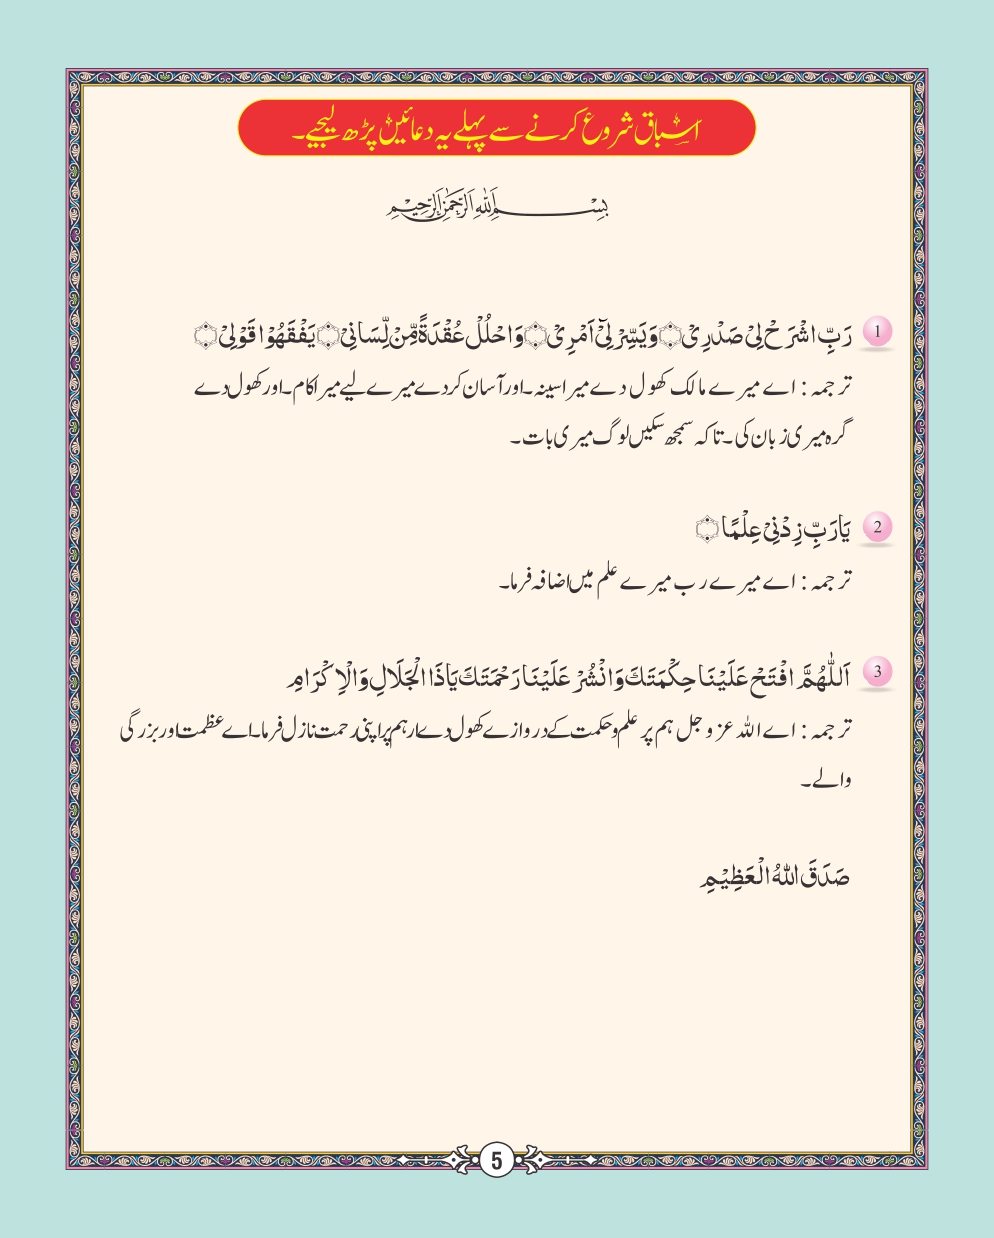 اسباق شروع کرنے سے پہلے یہ دعائیں پڑھ لیجیے۔
بِسْمِ اللّٰهِ الرَّحْمٰنِ الرَّحِيْمِ
1 رَبِّ اشْرَحْ لِیْ صَدْرِیْ۝ وَیَسِّرْ لِیْٓ اَمْرِیْ۝ وَاحْلُلْ عُقْدَةً مِّنْ لِّسَانِیْ۝ یَفْقَهُوْا قَوْلِیْ۝
ترجمہ: اے میرے مالک کھول دے میرا سینہ۔ اور آسان کردے میرے لیے میرا کام۔ اور کھول دے
گرہ میری زبان کی۔ تاکہ سمجھ سکیں لوگ میری بات۔
2 یَارَبِّ زِدْنِیْ عِلْمًا۝
ترجمہ: اے میرے رب میرے علم میں اضافہ فرما۔
3 اَللّٰهُمَّ افْتَحْ عَلَیْنَا حِكْمَتَكَ وَانْشُرْ عَلَیْنَا رَحْمَتَكَ یَاذَا الْجَلَالِ وَالْاِكْرَامِ
ترجمہ: اے اللہ عز وجل ہم پر علم و حکمت کے دروازے کھول دے ارہم پر اپنی رحمت نازل فرما۔ اے عظمت اور بزرگی
والے۔
صَدَقَ اللهُ الْعَظِیْمِ
5